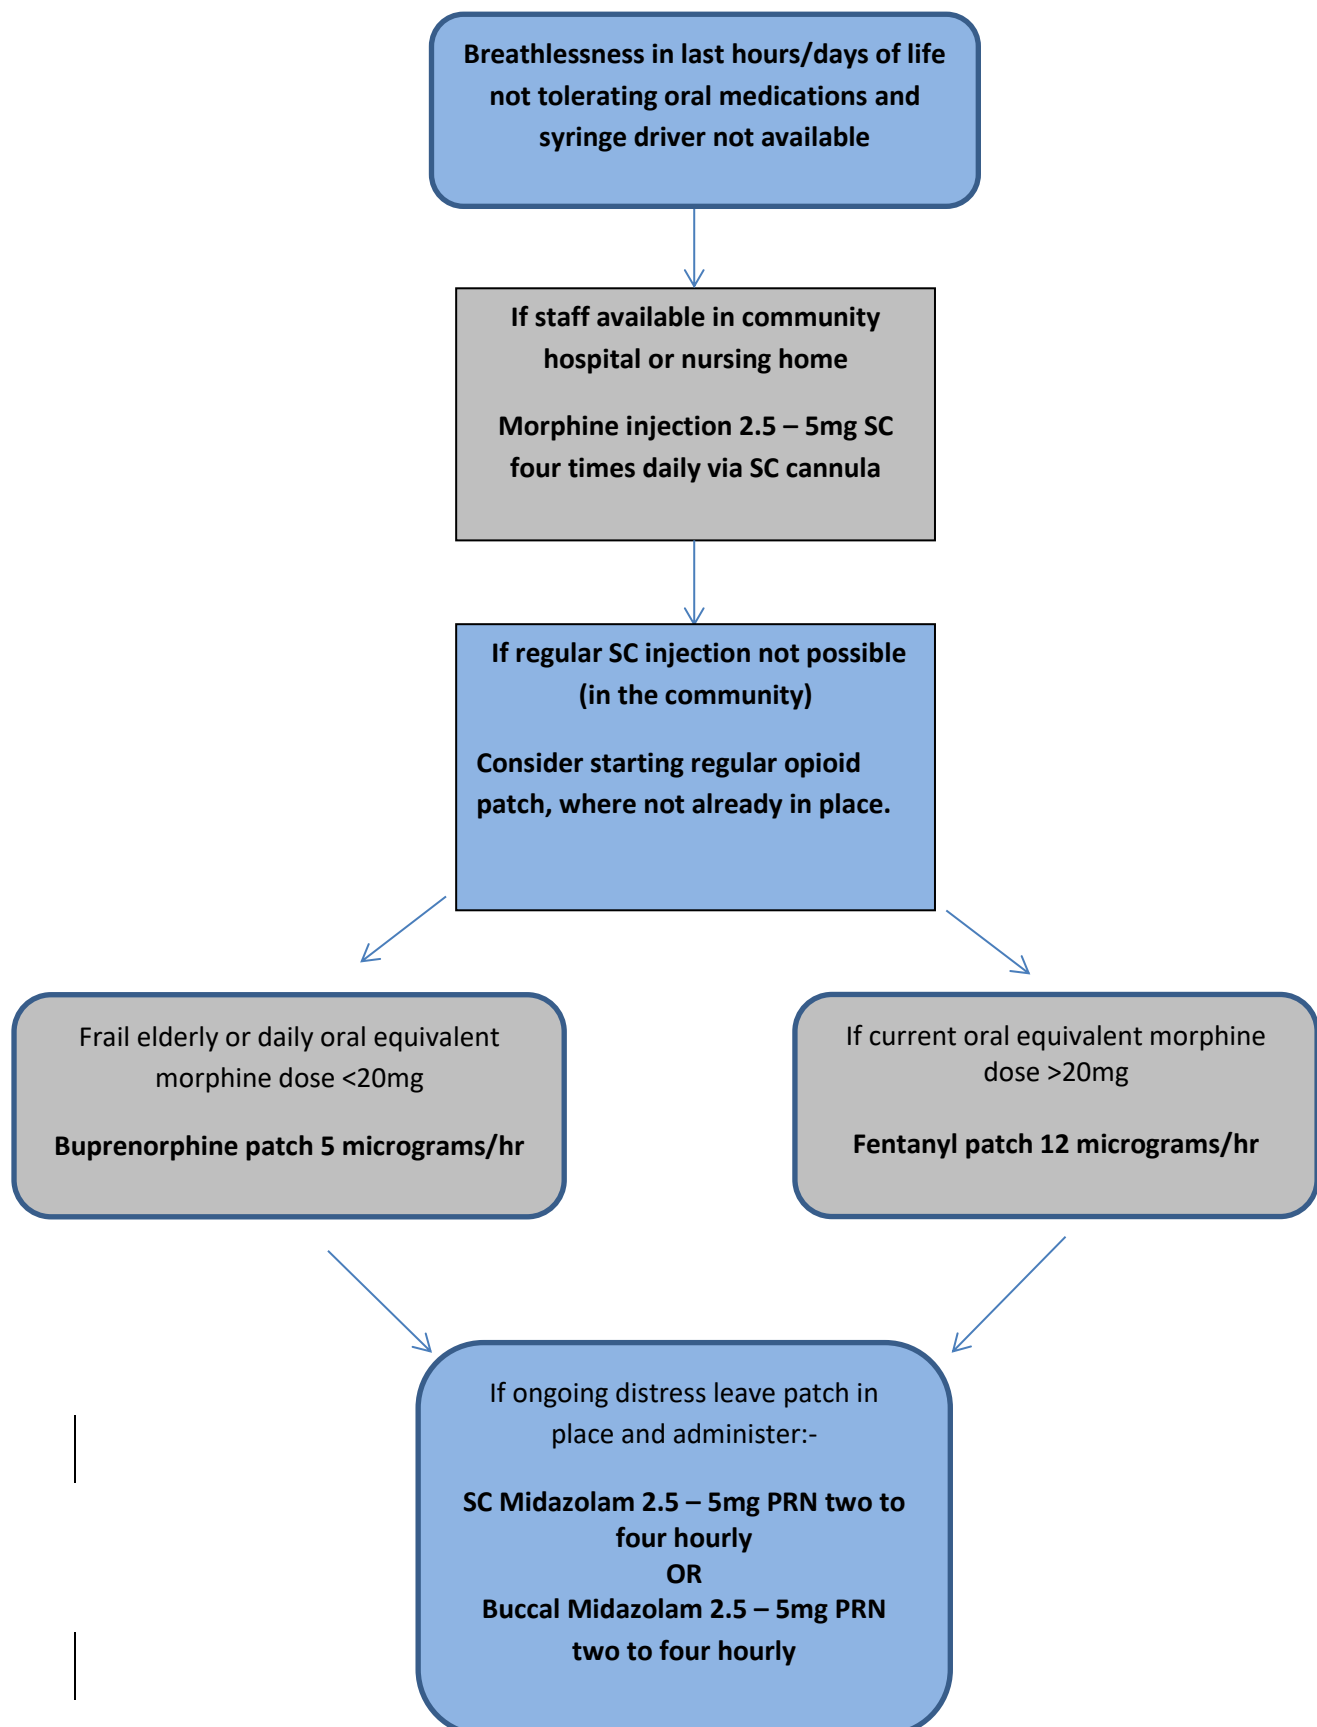 Breathlessness in last hours/days of life
not tolerating oral medications and
syringe driver not available
If staff available in community
hospital or nursing home
Morphine injection 2.5 – 5mg SC
four times daily via SC cannula
If regular SC injection not possible
(in the community)
Consider starting regular opioid
patch, where not already in place.
Frail elderly or daily oral equivalent
morphine dose <20mg
Buprenorphine patch 5 micrograms/hr
If current oral equivalent morphine
dose >20mg
Fentanyl patch 12 micrograms/hr
If ongoing distress leave patch in
place and administer:-
SC Midazolam 2.5 – 5mg PRN two to
four hourly
OR
Buccal Midazolam 2.5 – 5mg PRN
two to four hourly